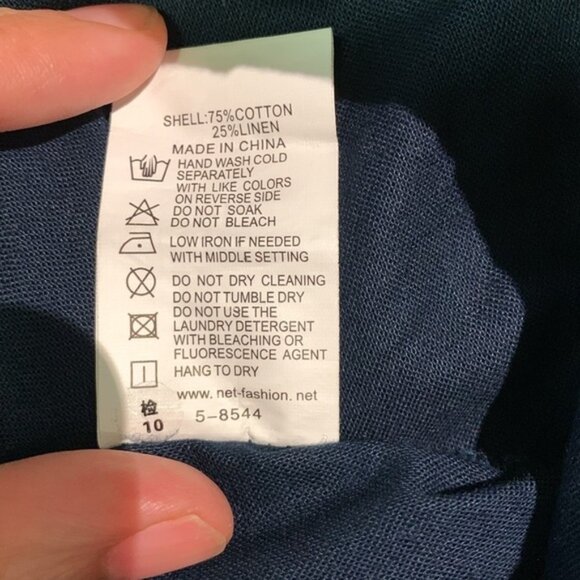 SHELL:75%COTTON
25%LINEN
MADE IN CHINA
HAND WASH COLD
SEPARATELY
WITH LIKE COLORS
ON REVERSE SIDE
DO NOT SOAK
DO NOT BLEACH
LOW IRON IF NEEDED
WITH MIDDLE SETTING
DO NOT DRY CLEANING
DO NOT TUMBLE DRY
DO NOT USE THE
LAUNDRY DETERGENT
WITH BLEACHING OR
FLUORESCENCE AGENT
HANG TO DRY
www.net-fashion.net
检
10
5-8544